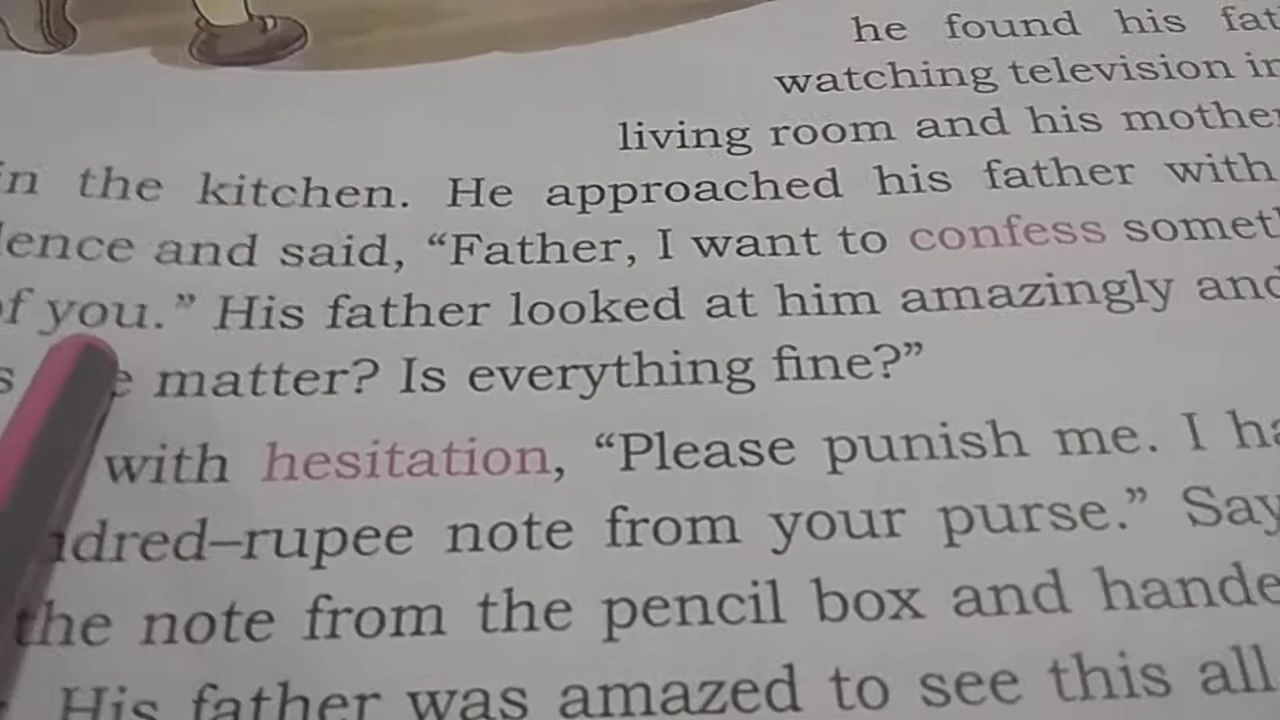 he found his
watching television
living room and his
the kitchen. He approached his father with
and said, “Father, I want to confess
you.” His father looked at him amazingly
matter? Is everything fine?”
with hesitation, “Please punish me. I
note from your purse.”
the note from the pencil box and
His father was amazed to see this all